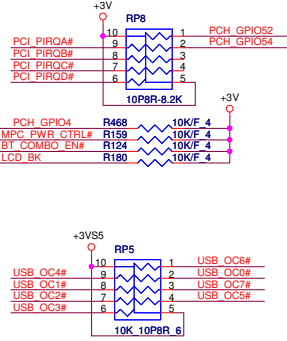 +3V
RP8
10 1 PCH_GPIO52
PCI_PIRQA# 9 2 PCH_GPIO54
PCI_PIRQB# 8 3
PCI_PIRQC# 7 4
PCI_PIRQD# 6 5
10P8R-8.2K
+3V
PCH_GPIO4 R468 10K/F_4
MPC_PWR_CTRL# R159 10K/F_4
BT_COMBO_EN# R124 10K/F_4
LCD_BK R180 10K/F_4
+3VS5
RP5
10 1 USB_OC6#
USB_OC4# 9 2 USB_OC0#
USB_OC1# 8 3 USB_OC7#
USB_OC2# 7 4 USB_OC5#
USB_OC3# 6 5
10K_10P8R_6